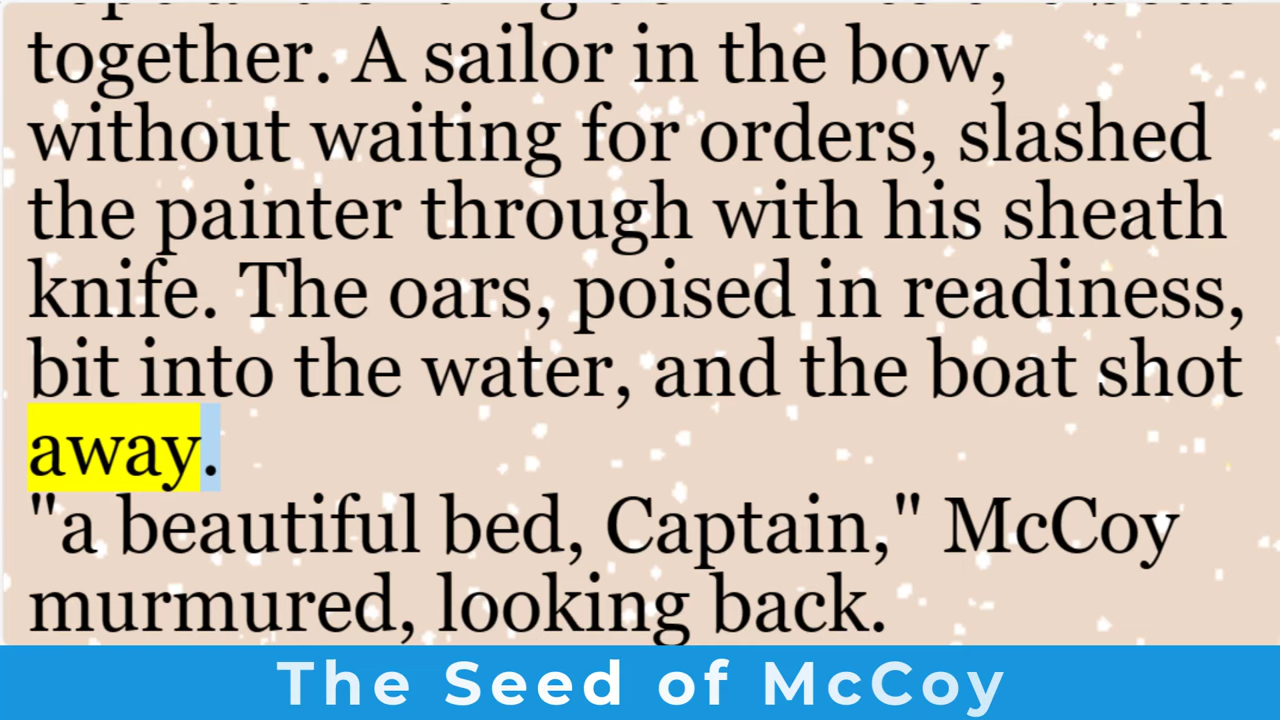 together. A sailor in the bow,
without waiting for orders, slashed
the painter through with his sheath
knife. The oars, poised in readiness,
bit into the water, and the boat shot
away.
"a beautiful bed, Captain," McCoy
murmured, looking back.
The Seed of McCoy